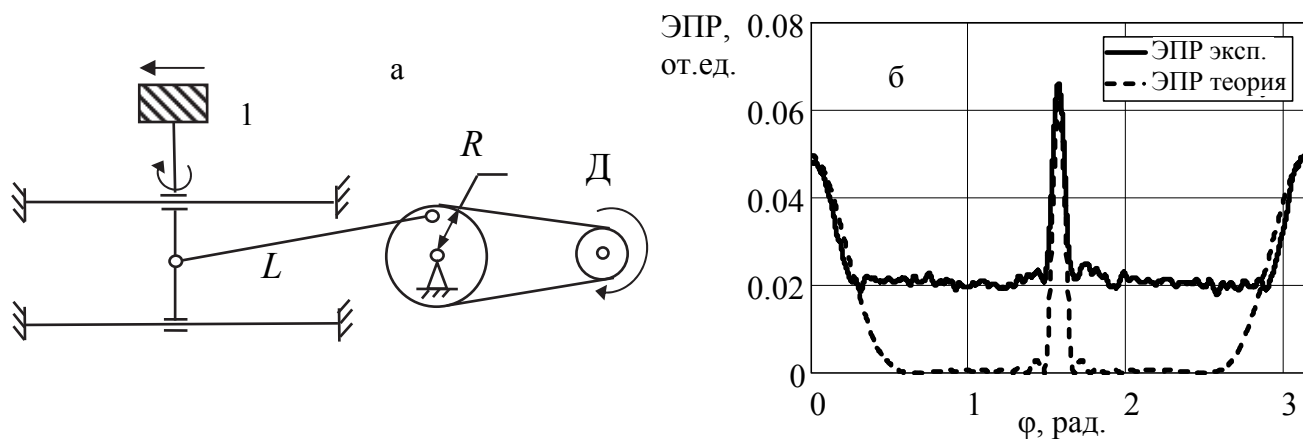 а
1
R
L
Д
ЭПР,
от.ед.
б
ЭПР эксп.
ЭПР теория
0.08
0.06
0.04
0.02
0
0
1
2
3
φ, рад.